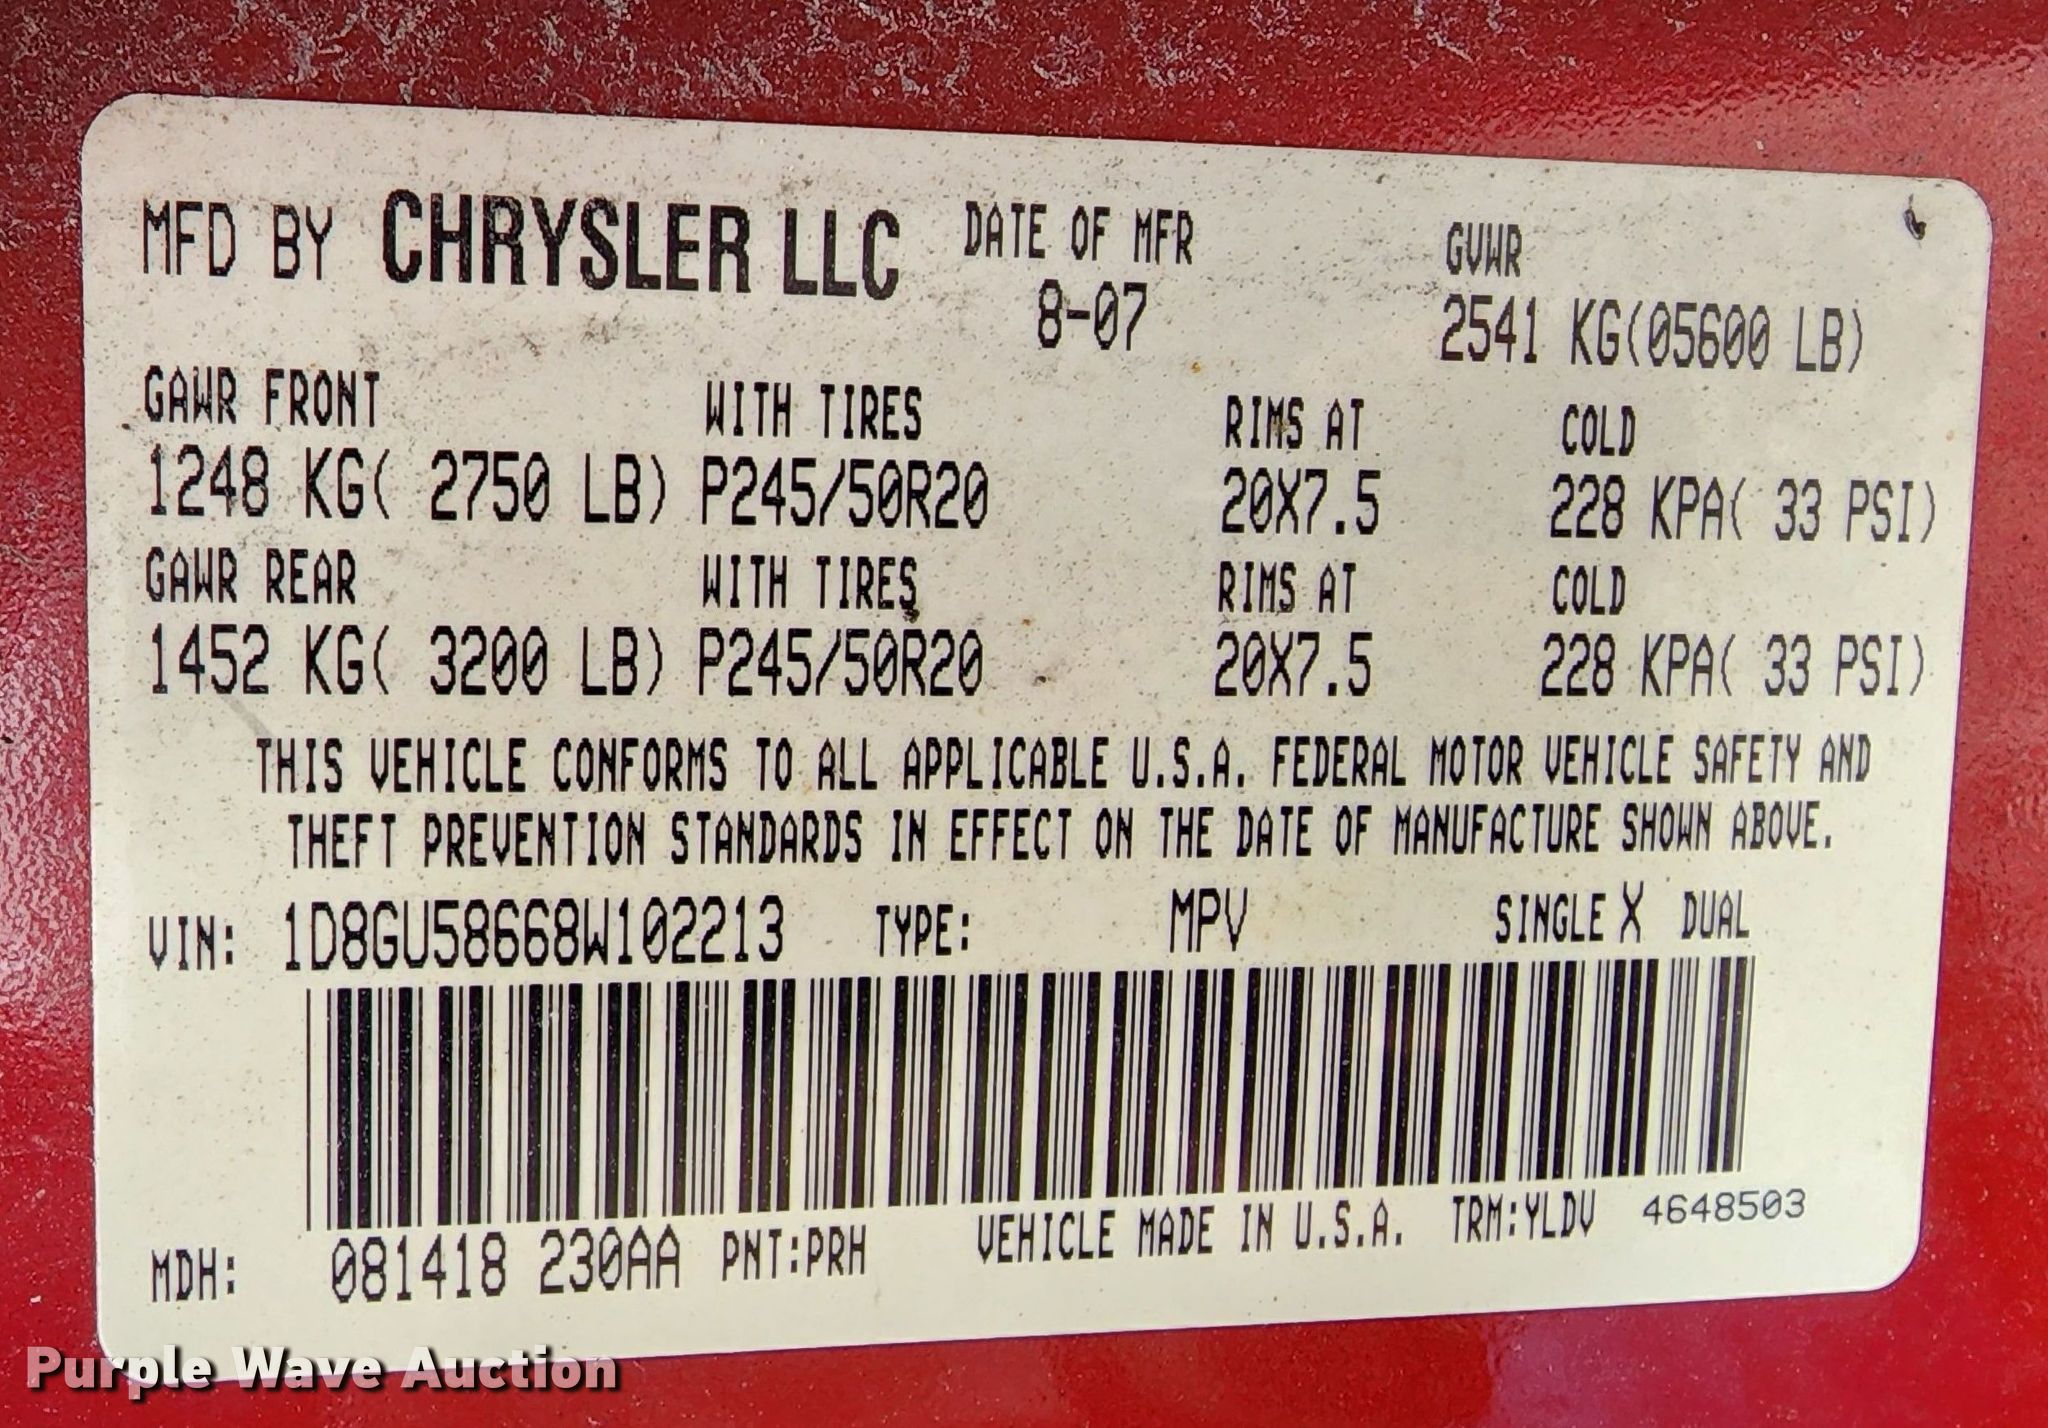 MFD BY CHRYSLER LLC DATE OF MFR GVWR
8-07 2541 KG(05600 LB)
GAWR FRONT WITH TIRES RIMS AT COLD
1248 KG( 2750 LB) P245/50R20 20X7.5 228 KPA( 33 PSI)
GAWR REAR WITH TIRES RIMS AT COLD
1452 KG( 3200 LB) P245/50R20 20X7.5 228 KPA( 33 PSI)
THIS VEHICLE CONFORMS TO ALL APPLICABLE U.S.A. FEDERAL MOTOR VEHICLE SAFETY AND
THEFT PREVENTION STANDARDS IN EFFECT ON THE DATE OF MANUFACTURE SHOWN ABOVE.
VIN: 1D8GU58668W102213 TYPE: MPV SINGLE X DUAL
MDH: 081418 230AA PNT:PRH VEHICLE MADE IN U.S.A. TRM:YLDV 4648503
Purple Wave Auction